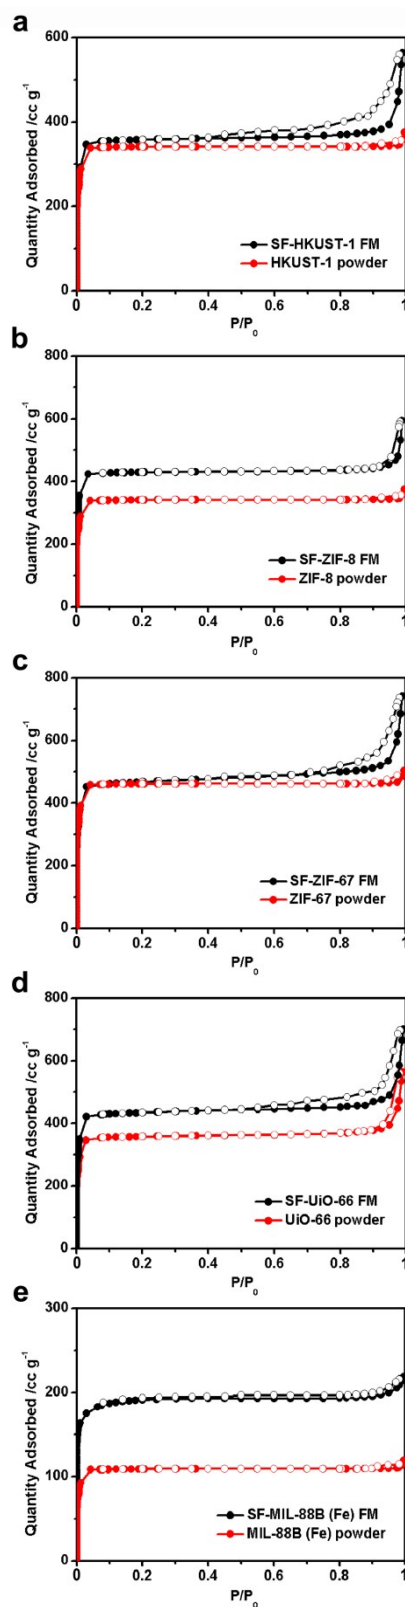 a
600
400
200
0
Quantity Adsorbed /cc g⁻¹
SF-HKUST-1 FM
HKUST-1 powder
0 0.2 0.4 0.6 0.8 1
P/P₀
b
800
600
400
200
0
Quantity Adsorbed /cc g⁻¹
SF-ZIF-8 FM
ZIF-8 powder
0 0.2 0.4 0.6 0.8 1
P/P₀
c
800
600
400
200
0
Quantity Adsorbed /cc g⁻¹
SF-ZIF-67 FM
ZIF-67 powder
0 0.2 0.4 0.6 0.8 1
P/P₀
d
800
600
400
200
0
Quantity Adsorbed /cc g⁻¹
SF-UiO-66 FM
UiO-66 powder
0 0.2 0.4 0.6 0.8 1
P/P₀
e
300
200
100
0
Quantity Adsorbed /cc g⁻¹
SF-MIL-88B (Fe) FM
MIL-88B (Fe) powder
0 0.2 0.4 0.6 0.8 1
P/P₀